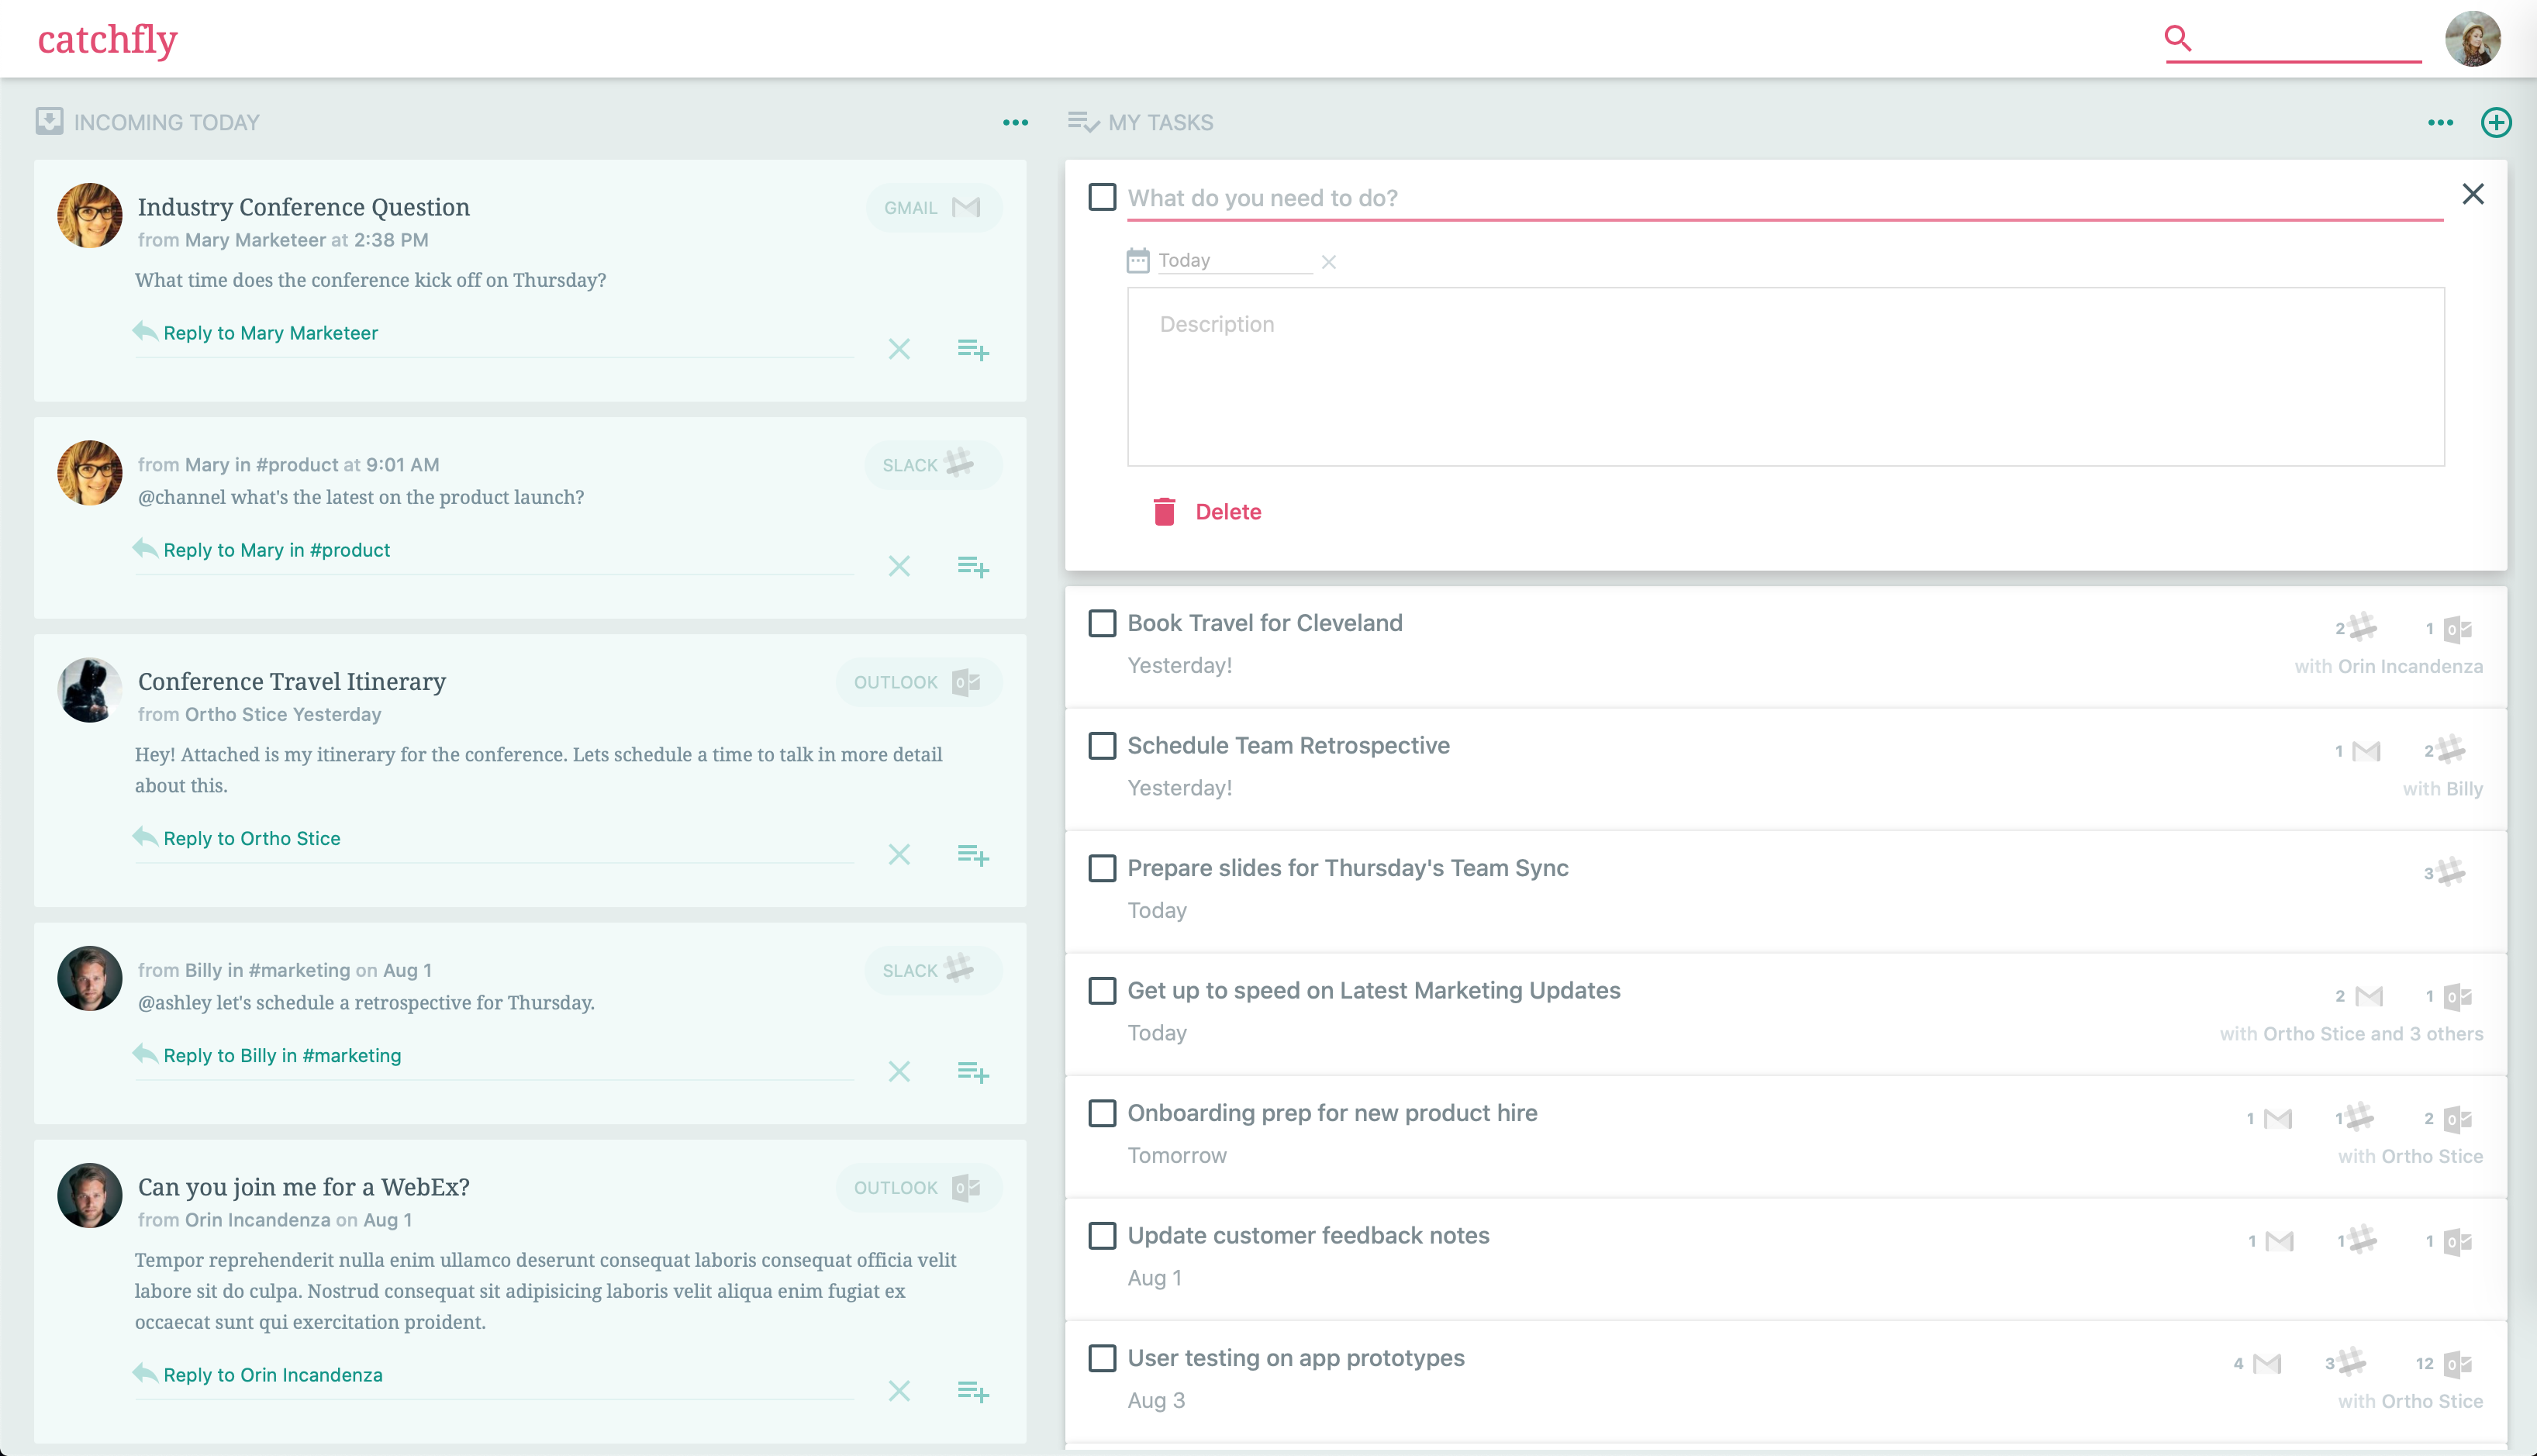 catchfly
INCOMING TODAY
Industry Conference Question
GMAIL
from Mary Marketeer at 2:38 PM
What time does the conference kick off on Thursday?
Reply to Mary Marketeer
from Mary in #product at 9:01 AM
SLACK
@channel what's the latest on the product launch?
Reply to Mary in #product
Conference Travel Itinerary
OUTLOOK
from Ortho Stice Yesterday
Hey! Attached is my itinerary for the conference. Lets schedule a time to talk in more detail
about this.
Reply to Ortho Stice
from Billy in #marketing on Aug 1
SLACK
@ashley let's schedule a retrospective for Thursday.
Reply to Billy in #marketing
Can you join me for a WebEx?
OUTLOOK
from Orin Incandenza on Aug 1
Tempor reprehenderit nulla enim ullamco deserunt consequat laboris consequat officia velit
labore sit do culpa. Nostrud consequat sit adipisicing laboris velit aliqua enim fugiat ex
occaecat sunt qui exercitation proident.
Reply to Orin Incandenza
MY TASKS
What do you need to do?
Today
Description
Delete
Book Travel for Cleveland
2 1
Yesterday!
with Orin Incandenza
Schedule Team Retrospective
1 2
Yesterday!
with Billy
Prepare slides for Thursday's Team Sync
3
Today
Get up to speed on Latest Marketing Updates
2 1
Today
with Ortho Stice and 3 others
Onboarding prep for new product hire
1 1 2
Tomorrow
with Ortho Stice
Update customer feedback notes
1 1 1
Aug 1
User testing on app prototypes
4 3 12
Aug 3
with Ortho Stice